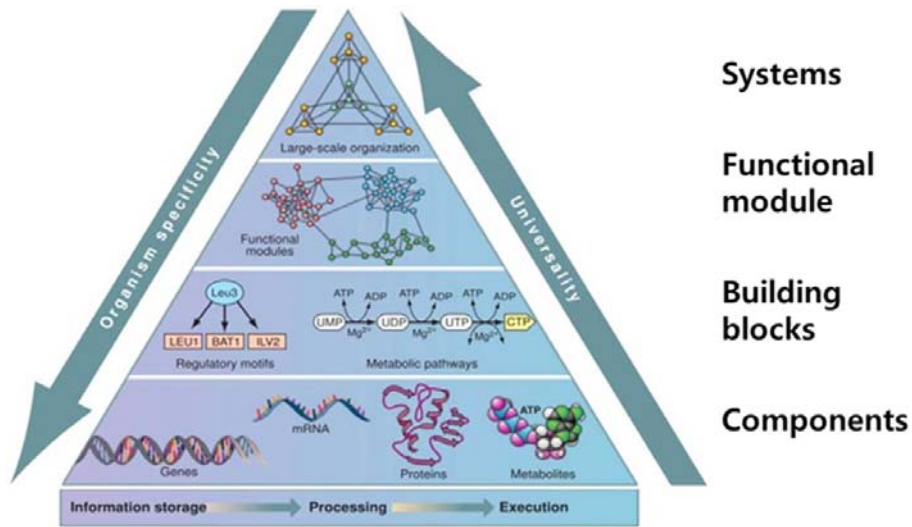 Systems
Large-scale organization
Organism specificity
Universality
Functional
module
Functional
modules
Building
blocks
Leu3
LEU1 BAT1 ILV2
Regulatory motifs
ATP ADP ATP ADP ATP ADP
UMP UDP UTP CTP
Mg2+ Mg2+ Mg2+
Metabolic pathways
Components
mRNA
ATP
Genes
Proteins
Metabolites
Information storage Processing Execution